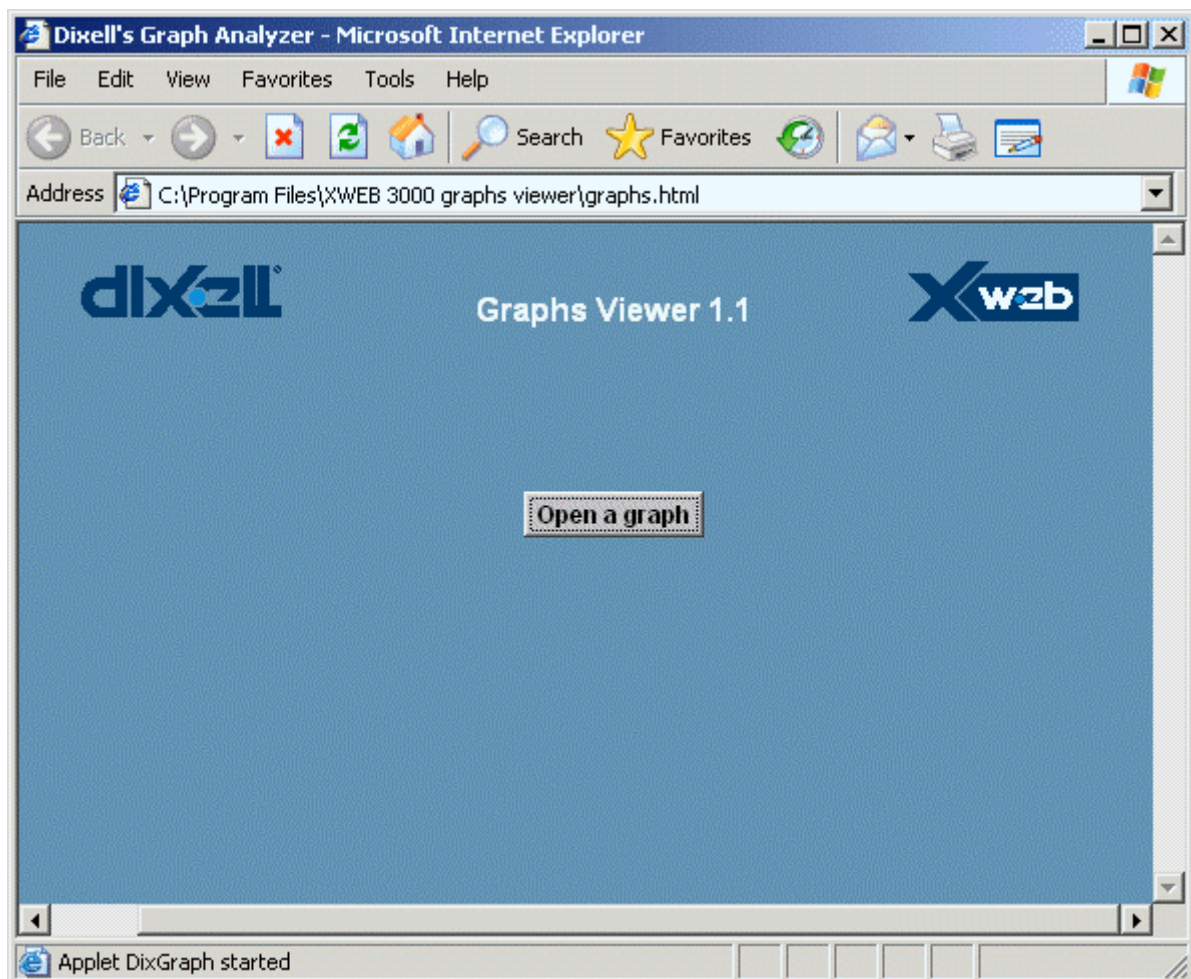 Dixell's Graph Analyzer - Microsoft Internet Explorer
File Edit View Favorites Tools Help
Back Search Favorites
Address C:\Program Files\XWEB 3000 graphs viewer\graphs.html
dixell
Graphs Viewer 1.1
Xweb
Open a graph
Applet DixGraph started